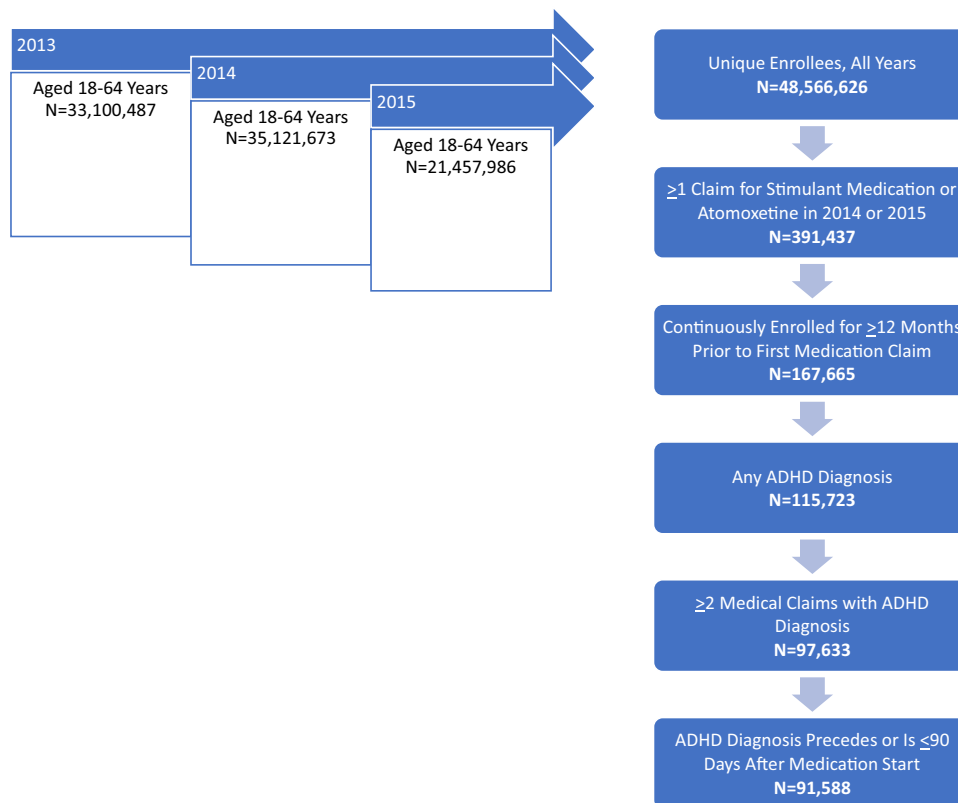 2013
Aged 18-64 Years
N=33,100,487
2014
Aged 18-64 Years
N=35,121,673
2015
Aged 18-64 Years
N=21,457,986
Unique Enrollees, All Years
N=48,566,626
≥1 Claim for Stimulant Medication or
Atomoxetine in 2014 or 2015
N=391,437
Continuously Enrolled for ≥12 Months
Prior to First Medication Claim
N=167,665
Any ADHD Diagnosis
N=115,723
≥2 Medical Claims with ADHD
Diagnosis
N=97,633
ADHD Diagnosis Precedes or Is ≤90
Days After Medication Start
N=91,588